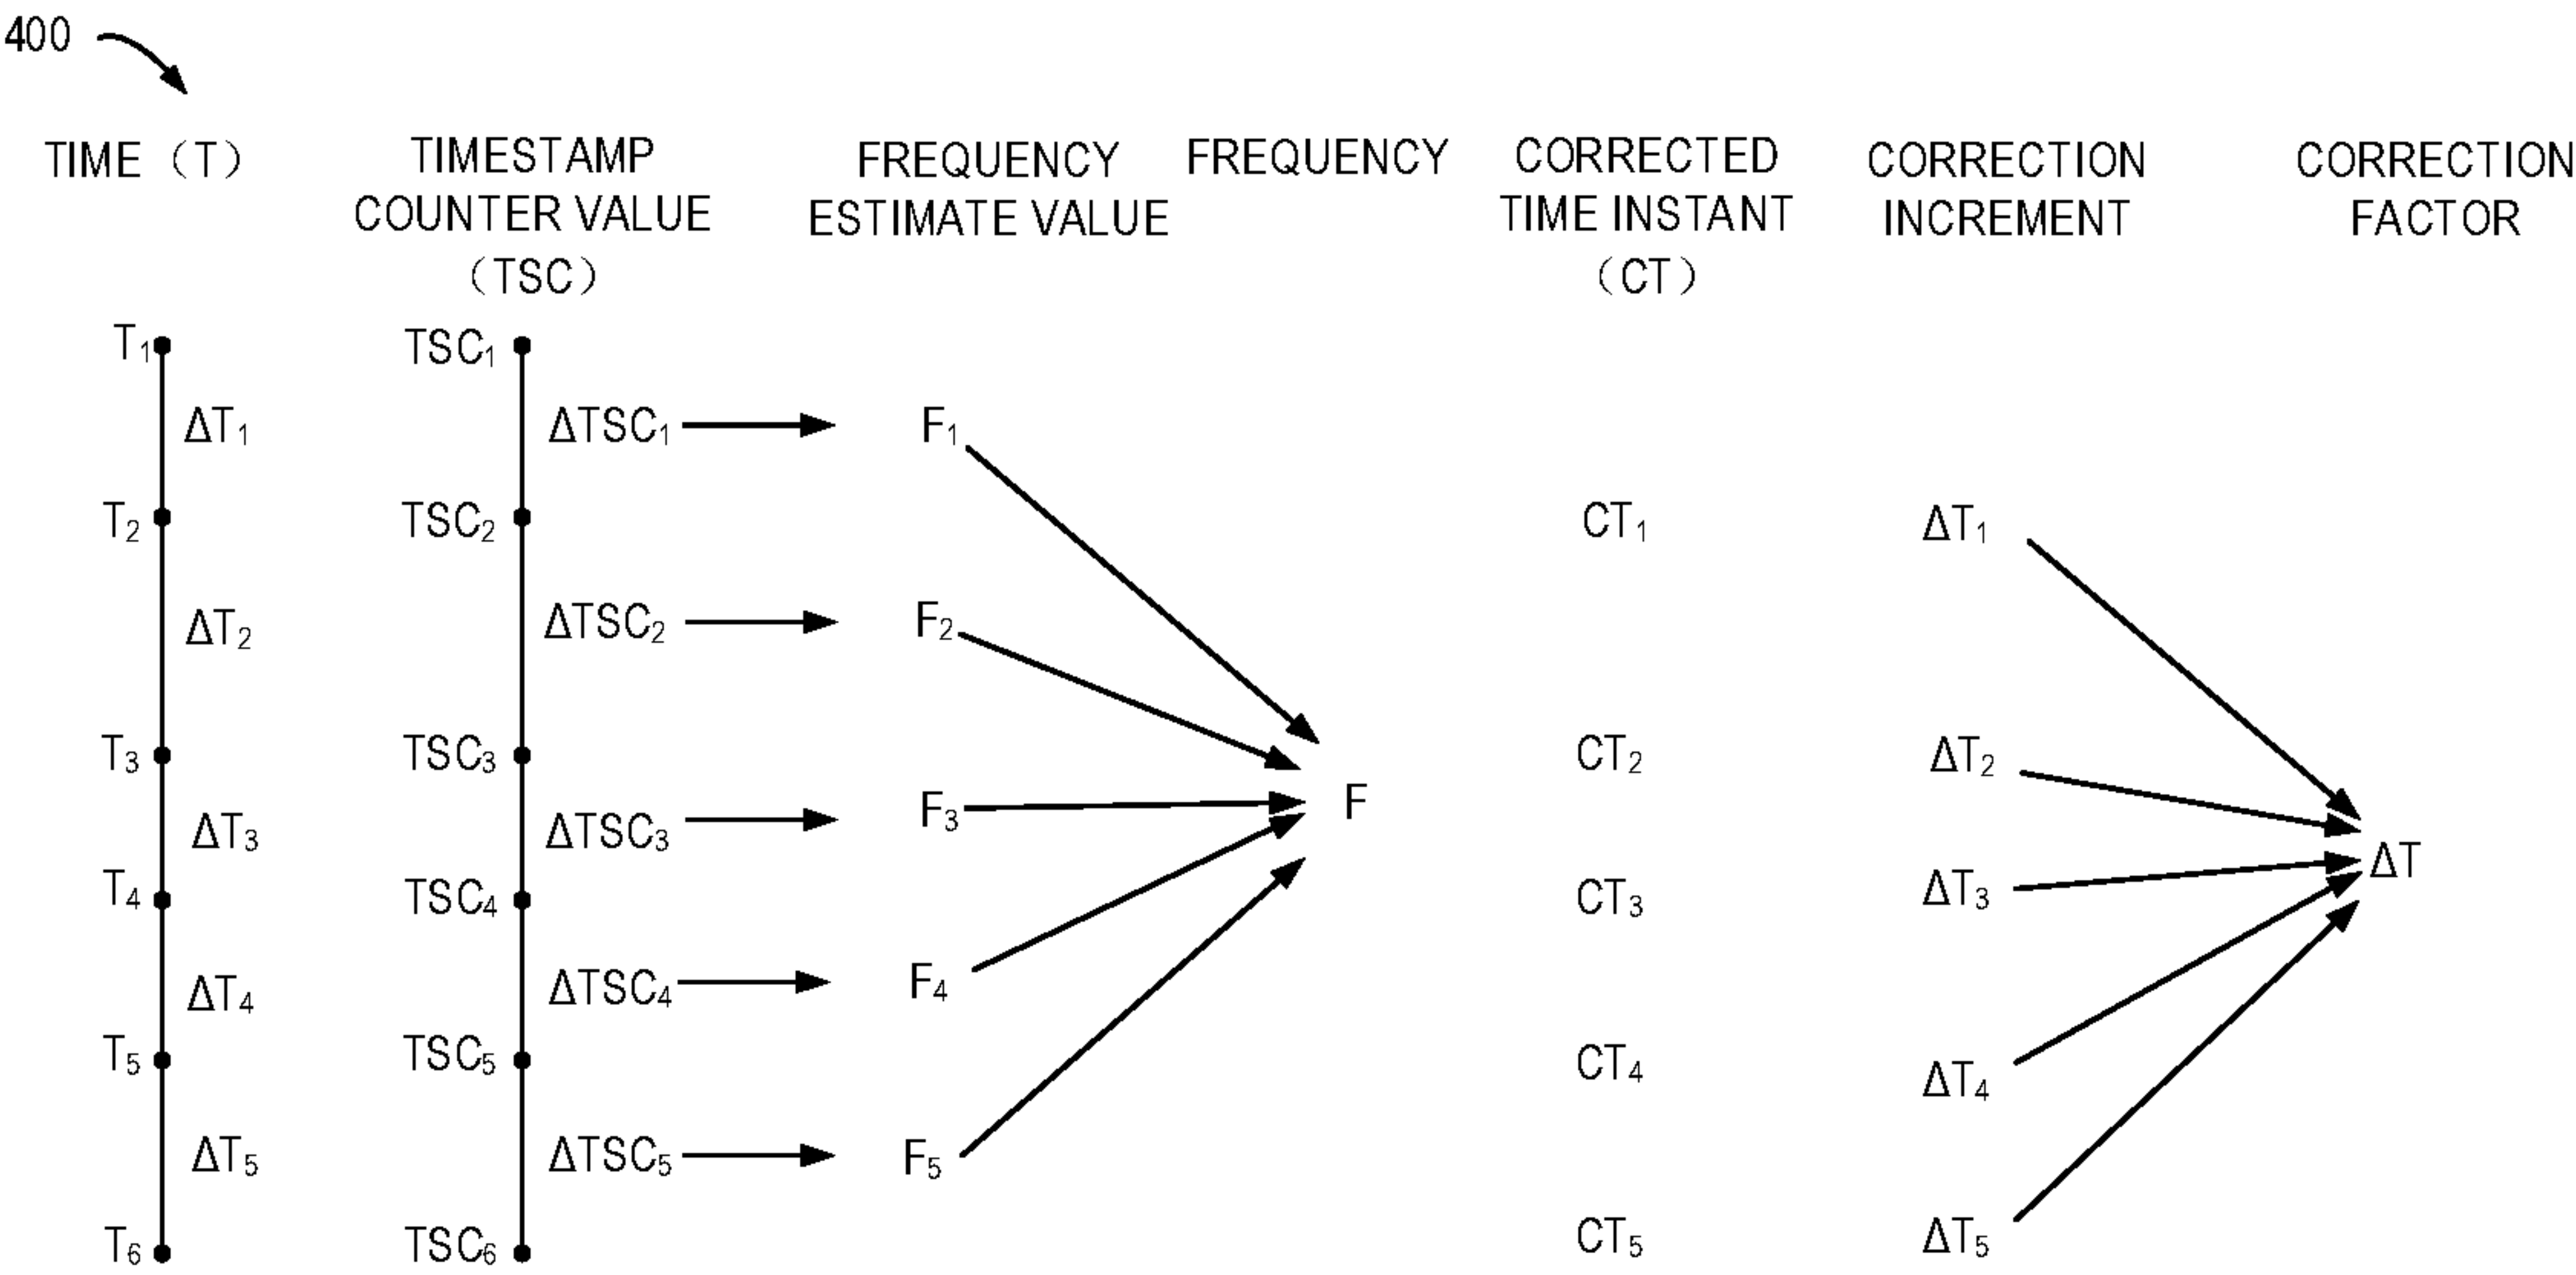 400
TIME (T)
TIMESTAMP
COUNTER VALUE
(TSC)
FREQUENCY
ESTIMATE VALUE
FREQUENCY
CORRECTED
TIME INSTANT
(CT)
CORRECTION
INCREMENT
CORRECTION
FACTOR
T₁
ΔT₁
T₂
ΔT₂
T₃
ΔT₃
T₄
ΔT₄
T₅
ΔT₅
T₆
TSC₁
ΔTSC₁
TSC₂
ΔTSC₂
TSC₃
ΔTSC₃
TSC₄
ΔTSC₄
TSC₅
ΔTSC₅
TSC₆
F₁
F₂
F₃
F₄
F₅
F
CT₁
CT₂
CT₃
CT₄
CT₅
ΔT₁
ΔT₂
ΔT₃
ΔT₄
ΔT₅
ΔT